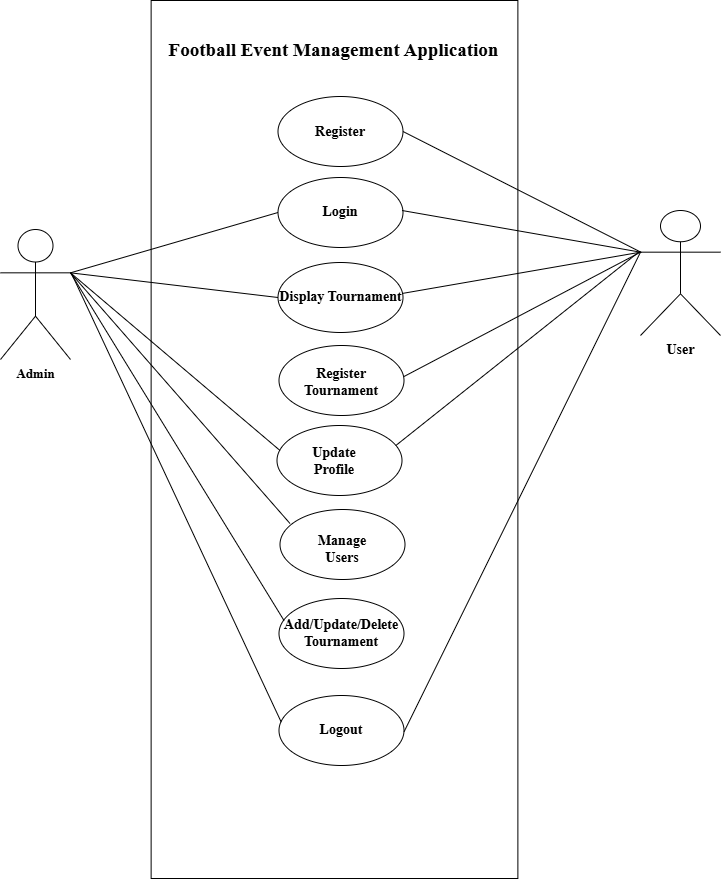 Football Event Management Application
Register
Login
Display Tournament
Register
Tournament
Update
Profile
Manage
Users
Add/Update/Delete
Tournament
Logout
Admin
User